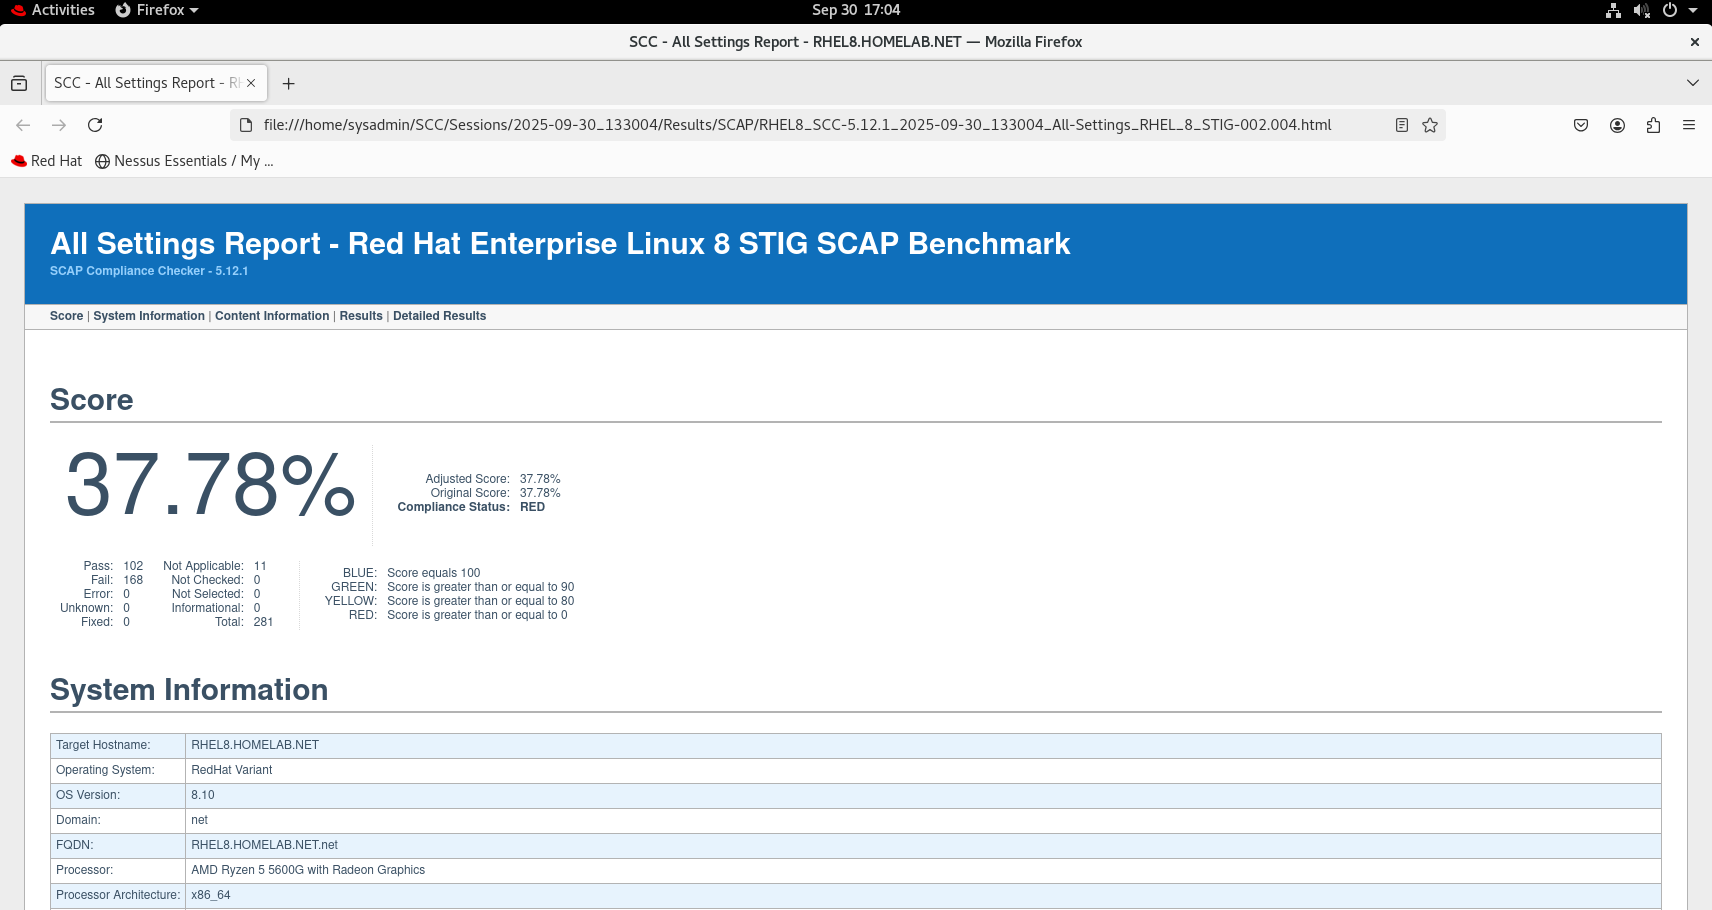 Activities Firefox Sep 30 17:04
SCC - All Settings Report - RHEL8.HOMELAB.NET — Mozilla Firefox
SCC - All Settings Report - RH
file:///home/sysadmin/SCC/Sessions/2025-09-30_133004/Results/SCAP/RHEL8_SCC-5.12.1_2025-09-30_133004_All-Settings_RHEL_8_STIG-002.004.html
Red Hat Nessus Essentials / My ...
All Settings Report - Red Hat Enterprise Linux 8 STIG SCAP Benchmark
SCAP Compliance Checker - 5.12.1
Score | System Information | Content Information | Results | Detailed Results
Score
37.78%
Adjusted Score: 37.78%
Original Score: 37.78%
Compliance Status: RED
Pass: 102 Not Applicable: 11
Fail: 168 Not Checked: 0
Error: 0 Not Selected: 0
Unknown: 0 Informational: 0
Fixed: 0 Total: 281
BLUE: Score equals 100
GREEN: Score is greater than or equal to 90
YELLOW: Score is greater than or equal to 80
RED: Score is greater than or equal to 0
System Information
Target Hostname: RHEL8.HOMELAB.NET
Operating System: RedHat Variant
OS Version: 8.10
Domain: net
FQDN: RHEL8.HOMELAB.NET.net
Processor: AMD Ryzen 5 5600G with Radeon Graphics
Processor Architecture: x86_64